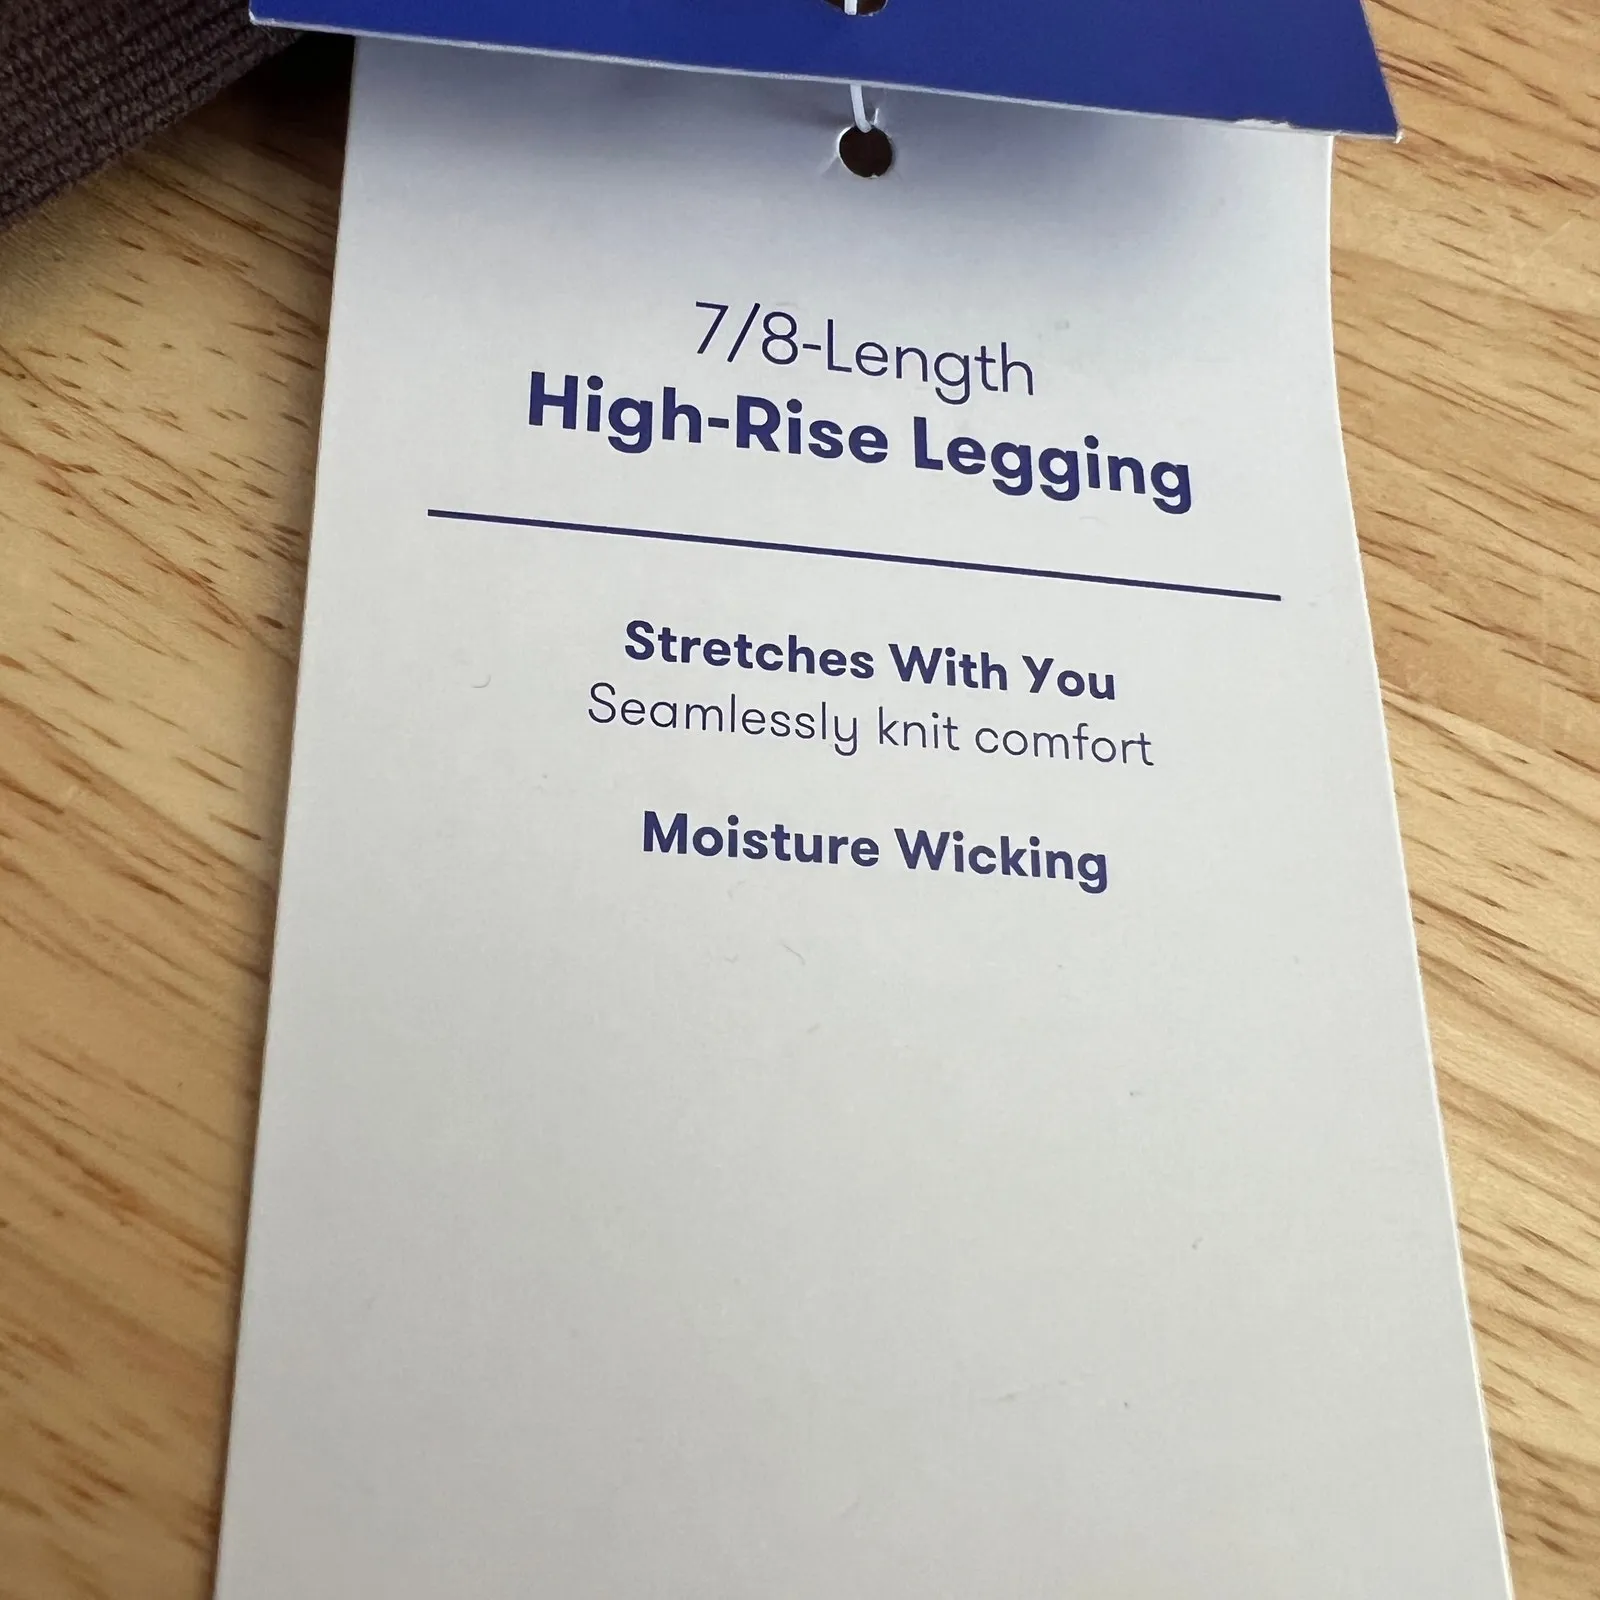 7/8-Length
High-Rise Legging
Stretches With You
Seamlessly knit comfort
Moisture Wicking